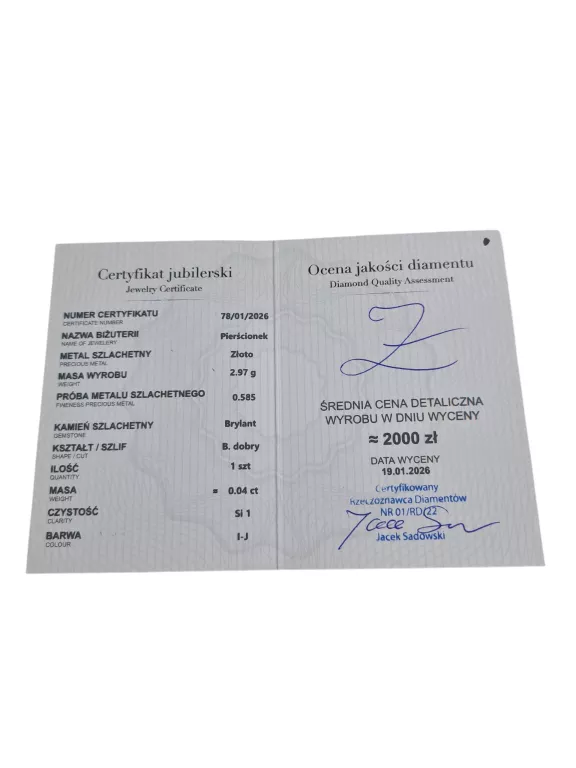 Certyfikat jubilerski
Jewelry Certificate
NUMER CERTYFIKATU 78/01/2026
CERTIFICATE NUMBER
NAZWA BIŻUTERII Pierścionek
NAME OF JEWELERY
METAL SZLACHETNY Złoto
PRECIOUS METAL
MASA WYROBU 2.97 g
WEIGHT
PRÓBA METALU SZLACHETNEGO 0.585
FINENESS PRECIOUS METAL
KAMIEŃ SZLACHETNY Brylant
GEMSTONE
KSZTAŁT / SZLIF B. dobry
SHAPE / CUT
ILOŚĆ 1 szt
QUANTITY
MASA ≈ 0.04 ct
WEIGHT
CZYSTOŚĆ Si 1
CLARITY
BARWA I-J
COLOUR
Ocena jakości diamentu
Diamond Quality Assessment
ŚREDNIA CENA DETALICZNA
WYROBU W DNIU WYCENY
≈ 2000 zł
DATA WYCENY
19.01.2026
Certyfikowany
Rzeczoznawca Diamentów
NR 01/RD/22
Jacek Sadowski